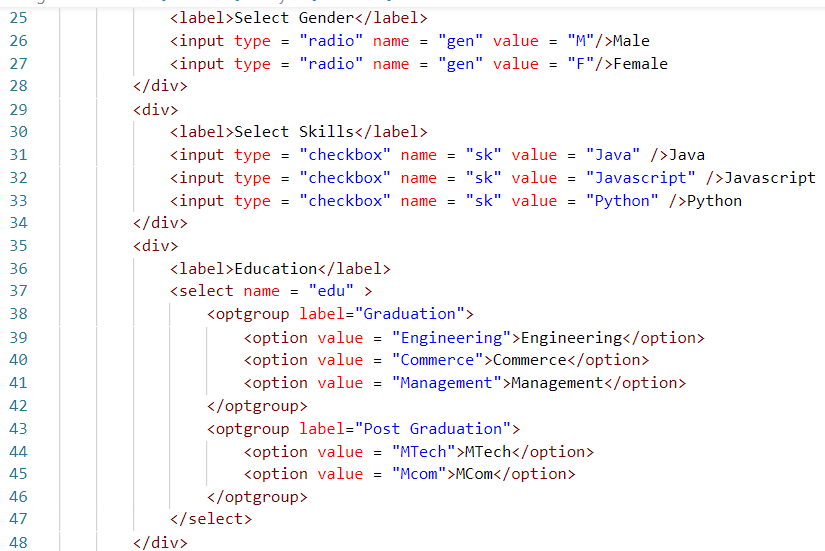 25 <label>Select Gender</label>
26 <input type = "radio" name = "gen" value = "M"/>Male
27 <input type = "radio" name = "gen" value = "F"/>Female
28 </div>
29 <div>
30 <label>Select Skills</label>
31 <input type = "checkbox" name = "sk" value = "Java" />Java
32 <input type = "checkbox" name = "sk" value = "Javascript" />Javascript
33 <input type = "checkbox" name = "sk" value = "Python" />Python
34 </div>
35 <div>
36 <label>Education</label>
37 <select name = "edu" >
38 <optgroup label="Graduation">
39 <option value = "Engineering">Engineering</option>
40 <option value = "Commerce">Commerce</option>
41 <option value = "Management">Management</option>
42 </optgroup>
43 <optgroup label="Post Graduation">
44 <option value = "MTech">MTech</option>
45 <option value = "Mcom">MCom</option>
46 </optgroup>
47 </select>
48 </div>